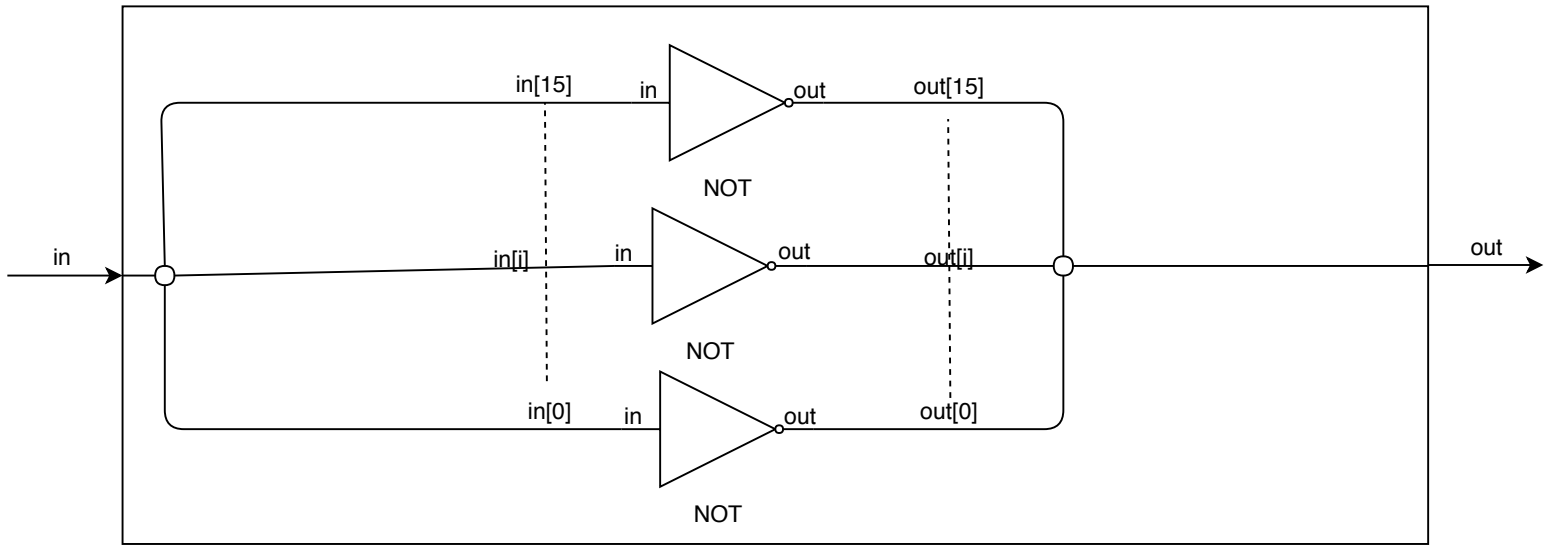 in[15]
in
out
out[15]
NOT
in
in[i]
in
out
out[i]
out
NOT
in[0]
in
out
out[0]
NOT